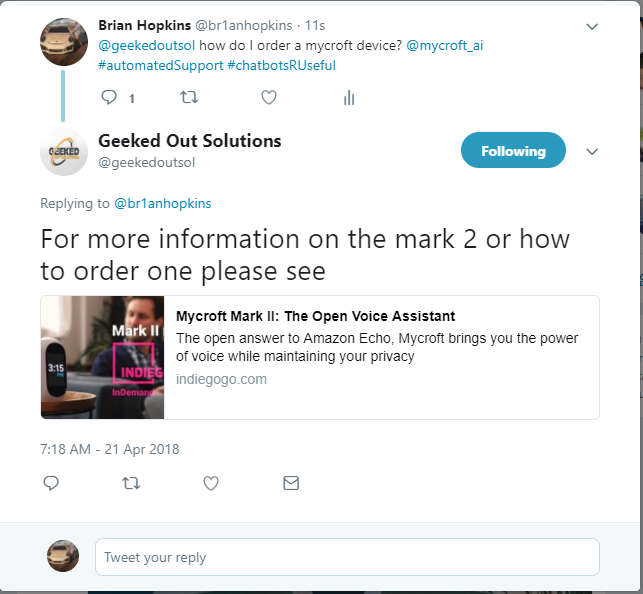 Brian Hopkins @br1anhopkins · 11s
@geekedoutsol how do I order a mycroft device? @mycroft_ai
#automatedSupport #chatbotsRUseful
1
GEEKED
Geeked Out Solutions
@geekedoutsol
Following
Replying to @br1anhopkins
For more information on the mark 2 or how
to order one please see
Mark II
3:15
INDIEG
InDemand
Mycroft Mark II: The Open Voice Assistant
The open answer to Amazon Echo, Mycroft brings you the power
of voice while maintaining your privacy
indiegogo.com
7:18 AM - 21 Apr 2018
Tweet your reply